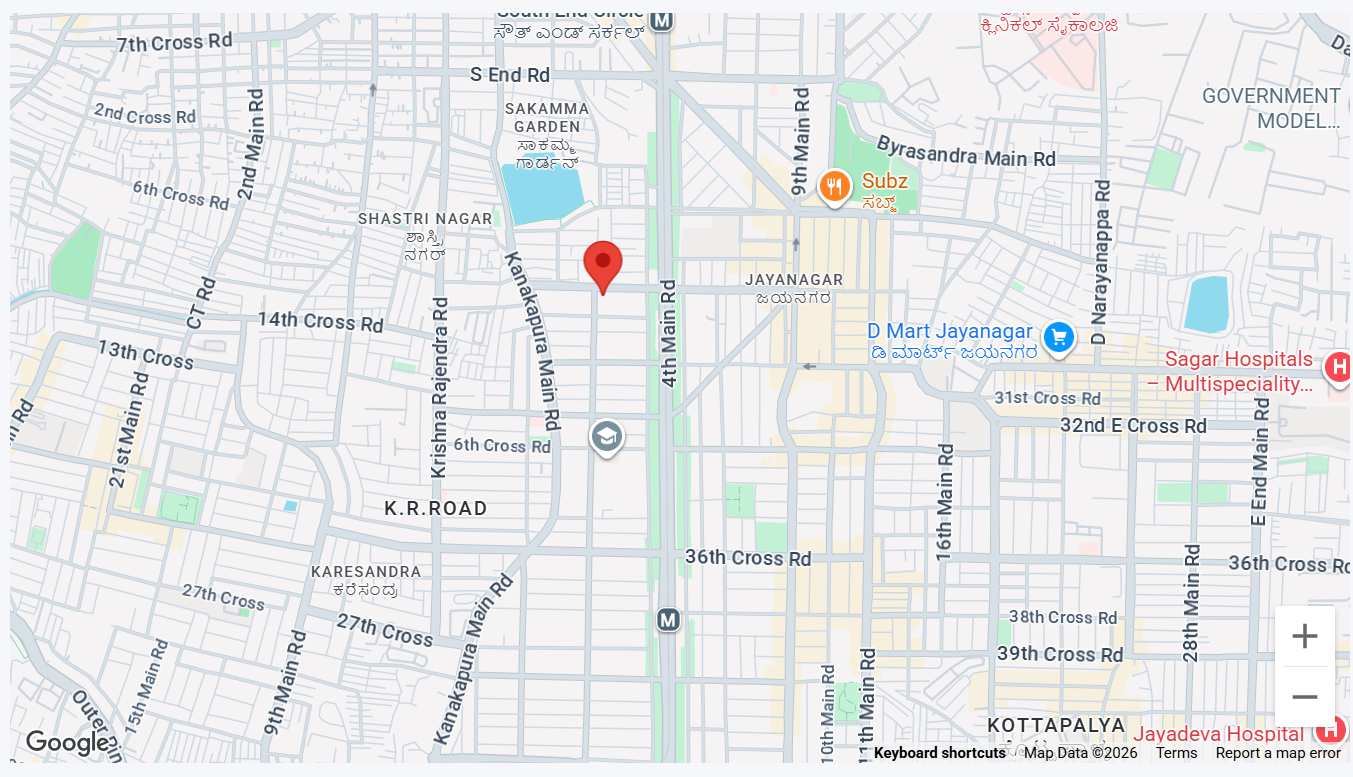 South End Circle
ಸೌತ್ ಎಂಡ್ ಸರ್ಕಲ್
M
ಕ್ಲಿನಿಕಲ್ ಸೈಕಾಲಜಿ
7th Cross Rd
S End Rd
2nd Cross Rd
2nd Main Rd
SAKAMMA
GARDEN
ಸಾಕಮ್ಮ
ಗಾರ್ಡನ್
9th Main Rd
GOVERNMENT
MODEL...
Byrasandra Main Rd
6th Cross Rd
Subz
ಸಬ್ಜ್
D Narayanappa Rd
SHASTRI NAGAR
ಶಾಸ್ತ್ರಿ
ನಗರ್
Kanakapura Main Rd
JAYANAGAR
ಜಯನಗರ
CT Rd
14th Cross Rd
Krishna Rajendra Rd
4th Main Rd
D Mart Jayanagar
ಡಿ ಮಾರ್ಟ್ ಜಯನಗರ
13th Cross
Sagar Hospitals
– Multispeciality...
H
21st Main Rd
31st Cross Rd
32nd E Cross Rd
6th Cross Rd
E End Main Rd
K.R.ROAD
16th Main Rd
36th Cross Rd
36th Cross Rd
KARESANDRA
ಕರೆಸಂದ್ರ
27th Cross
27th Cross
Kanakapura Main Rd
M
38th Cross Rd
28th Main Rd
39th Cross Rd
15th Main Rd
9th Main Rd
10th Main Rd
11th Main Rd
KOTTAPALYA
Jayadeva Hospital
Google
Keyboard shortcuts
Map Data ©2026
Terms
Report a map error